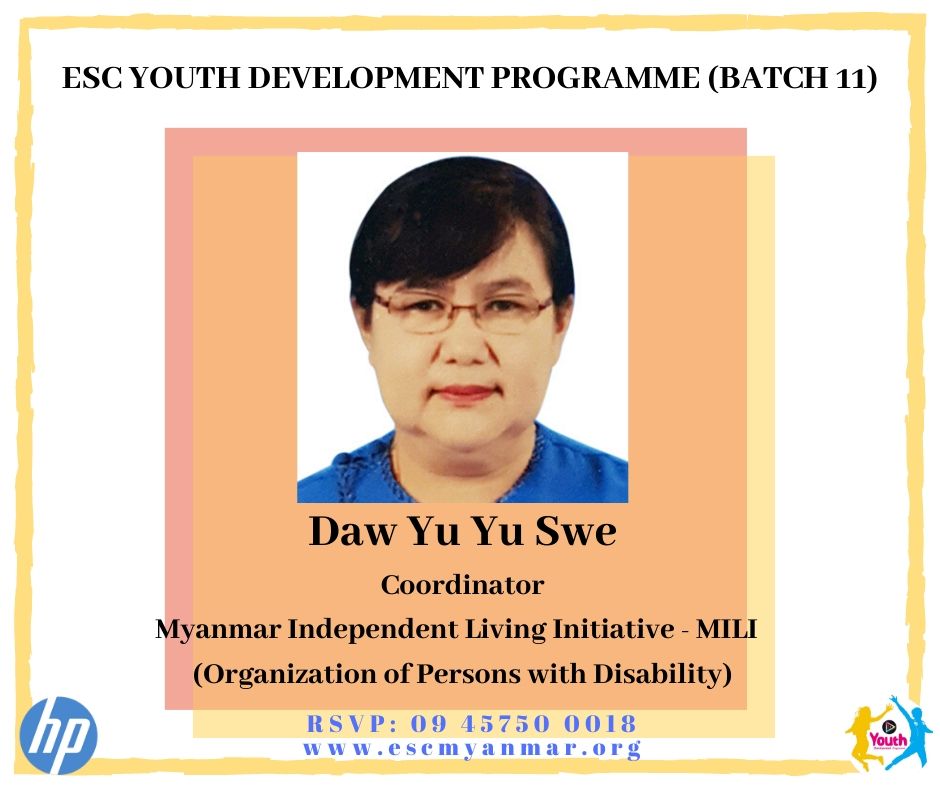 ESC YOUTH DEVELOPMENT PROGRAMME (BATCH 11)
Daw Yu Yu Swe
Coordinator
Myanmar Independent Living Initiative - MILI
(Organization of Persons with Disability)
RSVP: 09 45750 0018
www.escmyanmar.org
hp
Youth